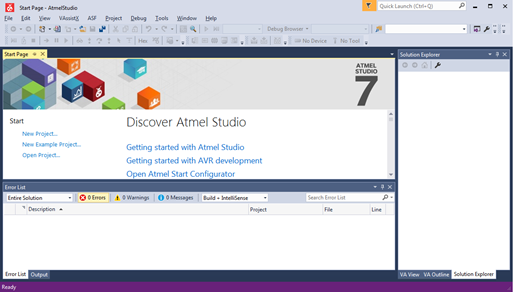 Start Page - AtmelStudio
Quick Launch (Ctrl+Q)
File Edit View VAssistX ASF Project Debug Tools Window Help
Debug Browser
No Device No Tool
Start Page
Solution Explorer
ATMEL
STUDIO
7
Start
New Project...
New Example Project...
Open Project...
Discover Atmel Studio
Getting started with Atmel Studio
Getting started with AVR development
Open Atmel Start Configurator
Error List
Entire Solution 0 Errors 0 Warnings 0 Messages Build + IntelliSense Search Error List
Description Project File Line
Error List Output
VA View VA Outline Solution Explorer
Ready